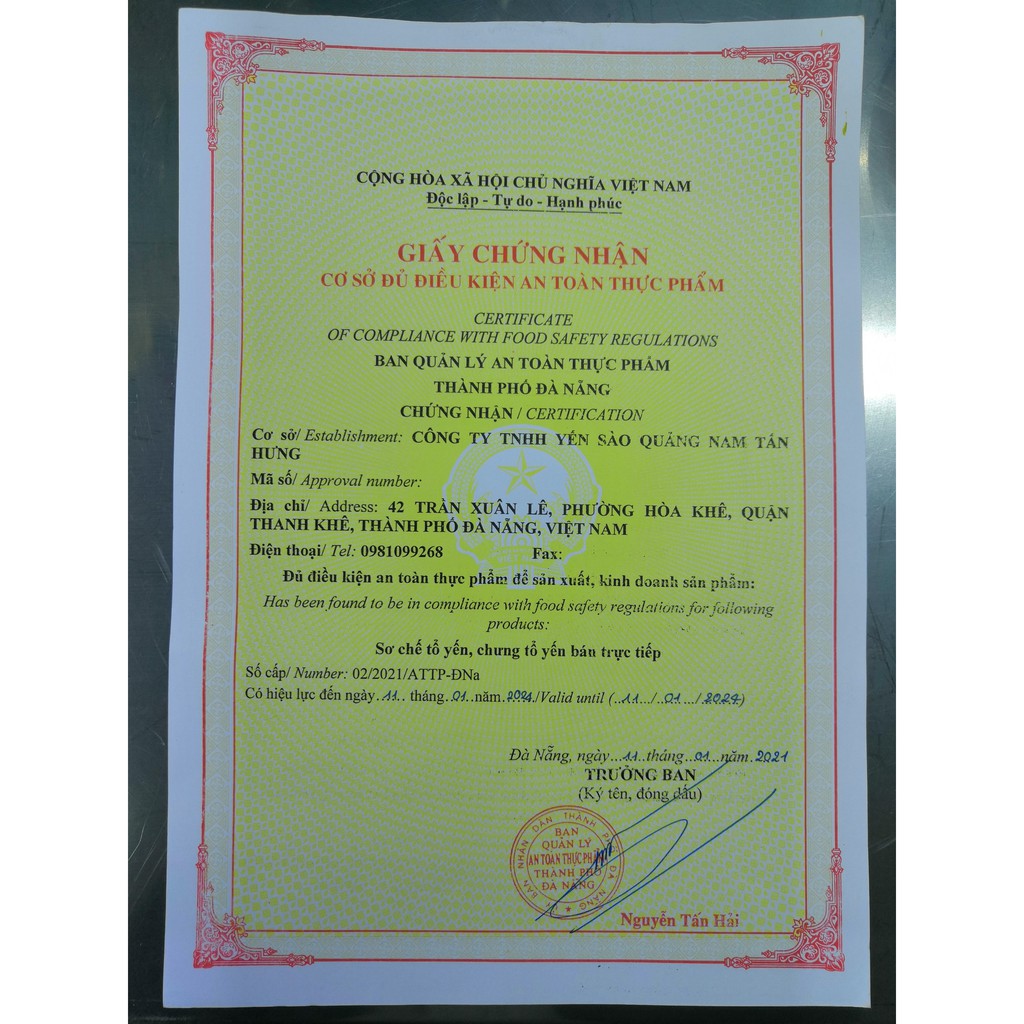 CỘNG HÒA XÃ HỘI CHỦ NGHĨA VIỆT NAM
Độc lập - Tự do - Hạnh phúc
GIẤY CHỨNG NHẬN
CƠ SỞ ĐỦ ĐIỀU KIỆN AN TOÀN THỰC PHẨM
CERTIFICATE
OF COMPLIANCE WITH FOOD SAFETY REGULATIONS
BAN QUẢN LÝ AN TOÀN THỰC PHẨM
THÀNH PHỐ ĐÀ NẴNG
CHỨNG NHẬN / CERTIFICATION
Cơ sở/ Establishment: CÔNG TY TNHH YẾN SÀO QUẢNG NAM TẤN
HƯNG
Mã số/ Approval number:
Địa chỉ/ Address: 42 TRẦN XUÂN LÊ, PHƯỜNG HÒA KHÊ, QUẬN
THANH KHÊ, THÀNH PHỐ ĐÀ NẴNG, VIỆT NAM
Điện thoại/ Tel: 0981099268 Fax:
Đủ điều kiện an toàn thực phẩm để sản xuất, kinh doanh sản phẩm:
Has been found to be in compliance with food safety regulations for following
products:
Sơ chế tổ yến, chưng tổ yến bán trực tiếp
Số cấp/ Number: 02/2021/ATTP-ĐNa
Có hiệu lực đến ngày..11.. tháng..01..năm.2024./Valid until (..11.../..01.../.2024.)
Đà Nẵng, ngày...11..tháng...01...năm.2021
TRƯỞNG BAN
(Ký tên, đóng dấu)
ỦY BAN NHÂN DÂN THÀNH PHỐ ĐÀ NẴNG
BAN
QUẢN LÝ
AN TOÀN THỰC PHẨM
THÀNH PHỐ
ĐÀ NẴNG
Nguyễn Tấn Hải